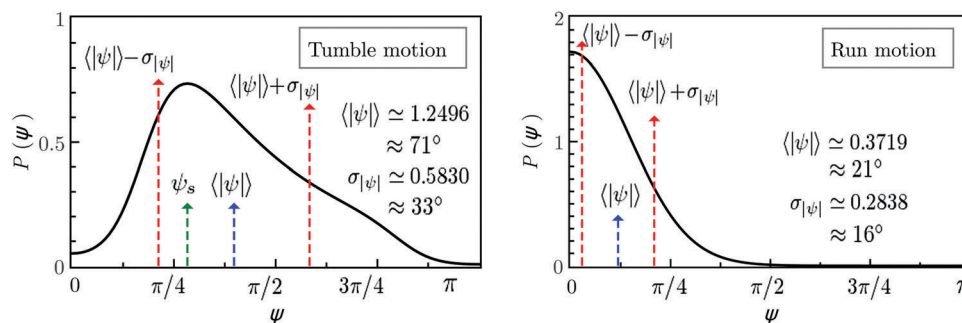 1
Tumble motion
⟨|ψ|⟩−σ|ψ|
⟨|ψ|⟩+σ|ψ|
⟨|ψ|⟩ ≃ 1.2496
≈ 71°
σ|ψ| ≃ 0.5830
≈ 33°
P (ψ)
0.5
ψs
⟨|ψ|⟩
0
0
π/4
π/2
3π/4
π
ψ
2
Run motion
⟨|ψ|⟩−σ|ψ|
⟨|ψ|⟩+σ|ψ|
⟨|ψ|⟩ ≃ 0.3719
≈ 21°
σ|ψ| ≃ 0.2838
≈ 16°
P (ψ)
1
⟨|ψ|⟩
0
0
π/4
π/2
3π/4
π
ψ